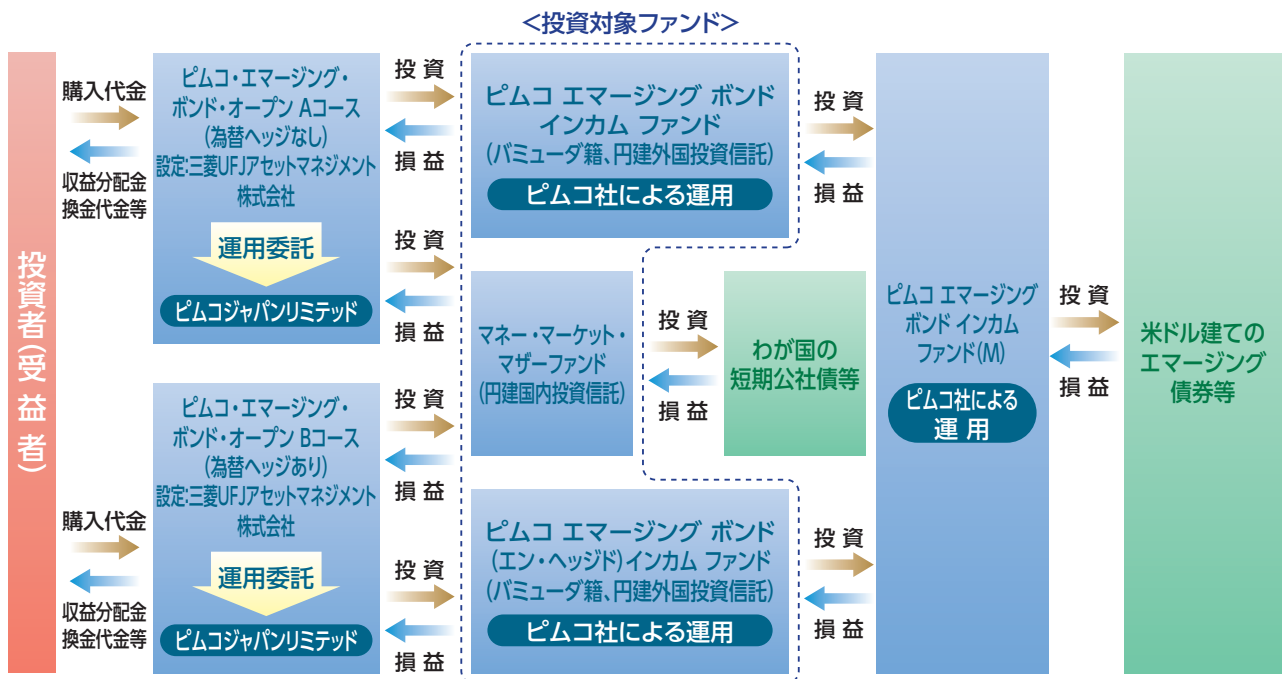 <投資対象ファンド>
投資者(受益者)
購入代金
収益分配金
換金代金等
ピムコ・エマージング・
ボンド・オープン Aコース
(為替ヘッジなし)
設定:三菱UFJアセットマネジメント
株式会社
運用委託
ピムコジャパンリミテッド
投資
損益
投資
損益
ピムコ エマージング ボンド
インカム ファンド
(バミューダ籍、円建外国投資信託)
ピムコ社による運用
投資
損益
マネー・マーケット・
マザーファンド
(円建国内投資信託)
投資
損益
わが国の
短期公社債等
購入代金
収益分配金
換金代金等
ピムコ・エマージング・
ボンド・オープン Bコース
(為替ヘッジあり)
設定:三菱UFJアセットマネジメント
株式会社
運用委託
ピムコジャパンリミテッド
投資
損益
投資
損益
ピムコ エマージング ボンド
(エン・ヘッジド)インカム ファンド
(バミューダ籍、円建外国投資信託)
ピムコ社による運用
投資
損益
ピムコ エマージング
ボンド インカム
ファンド(M)
ピムコ社による
運用
投資
損益
米ドル建ての
エマージング
債券等